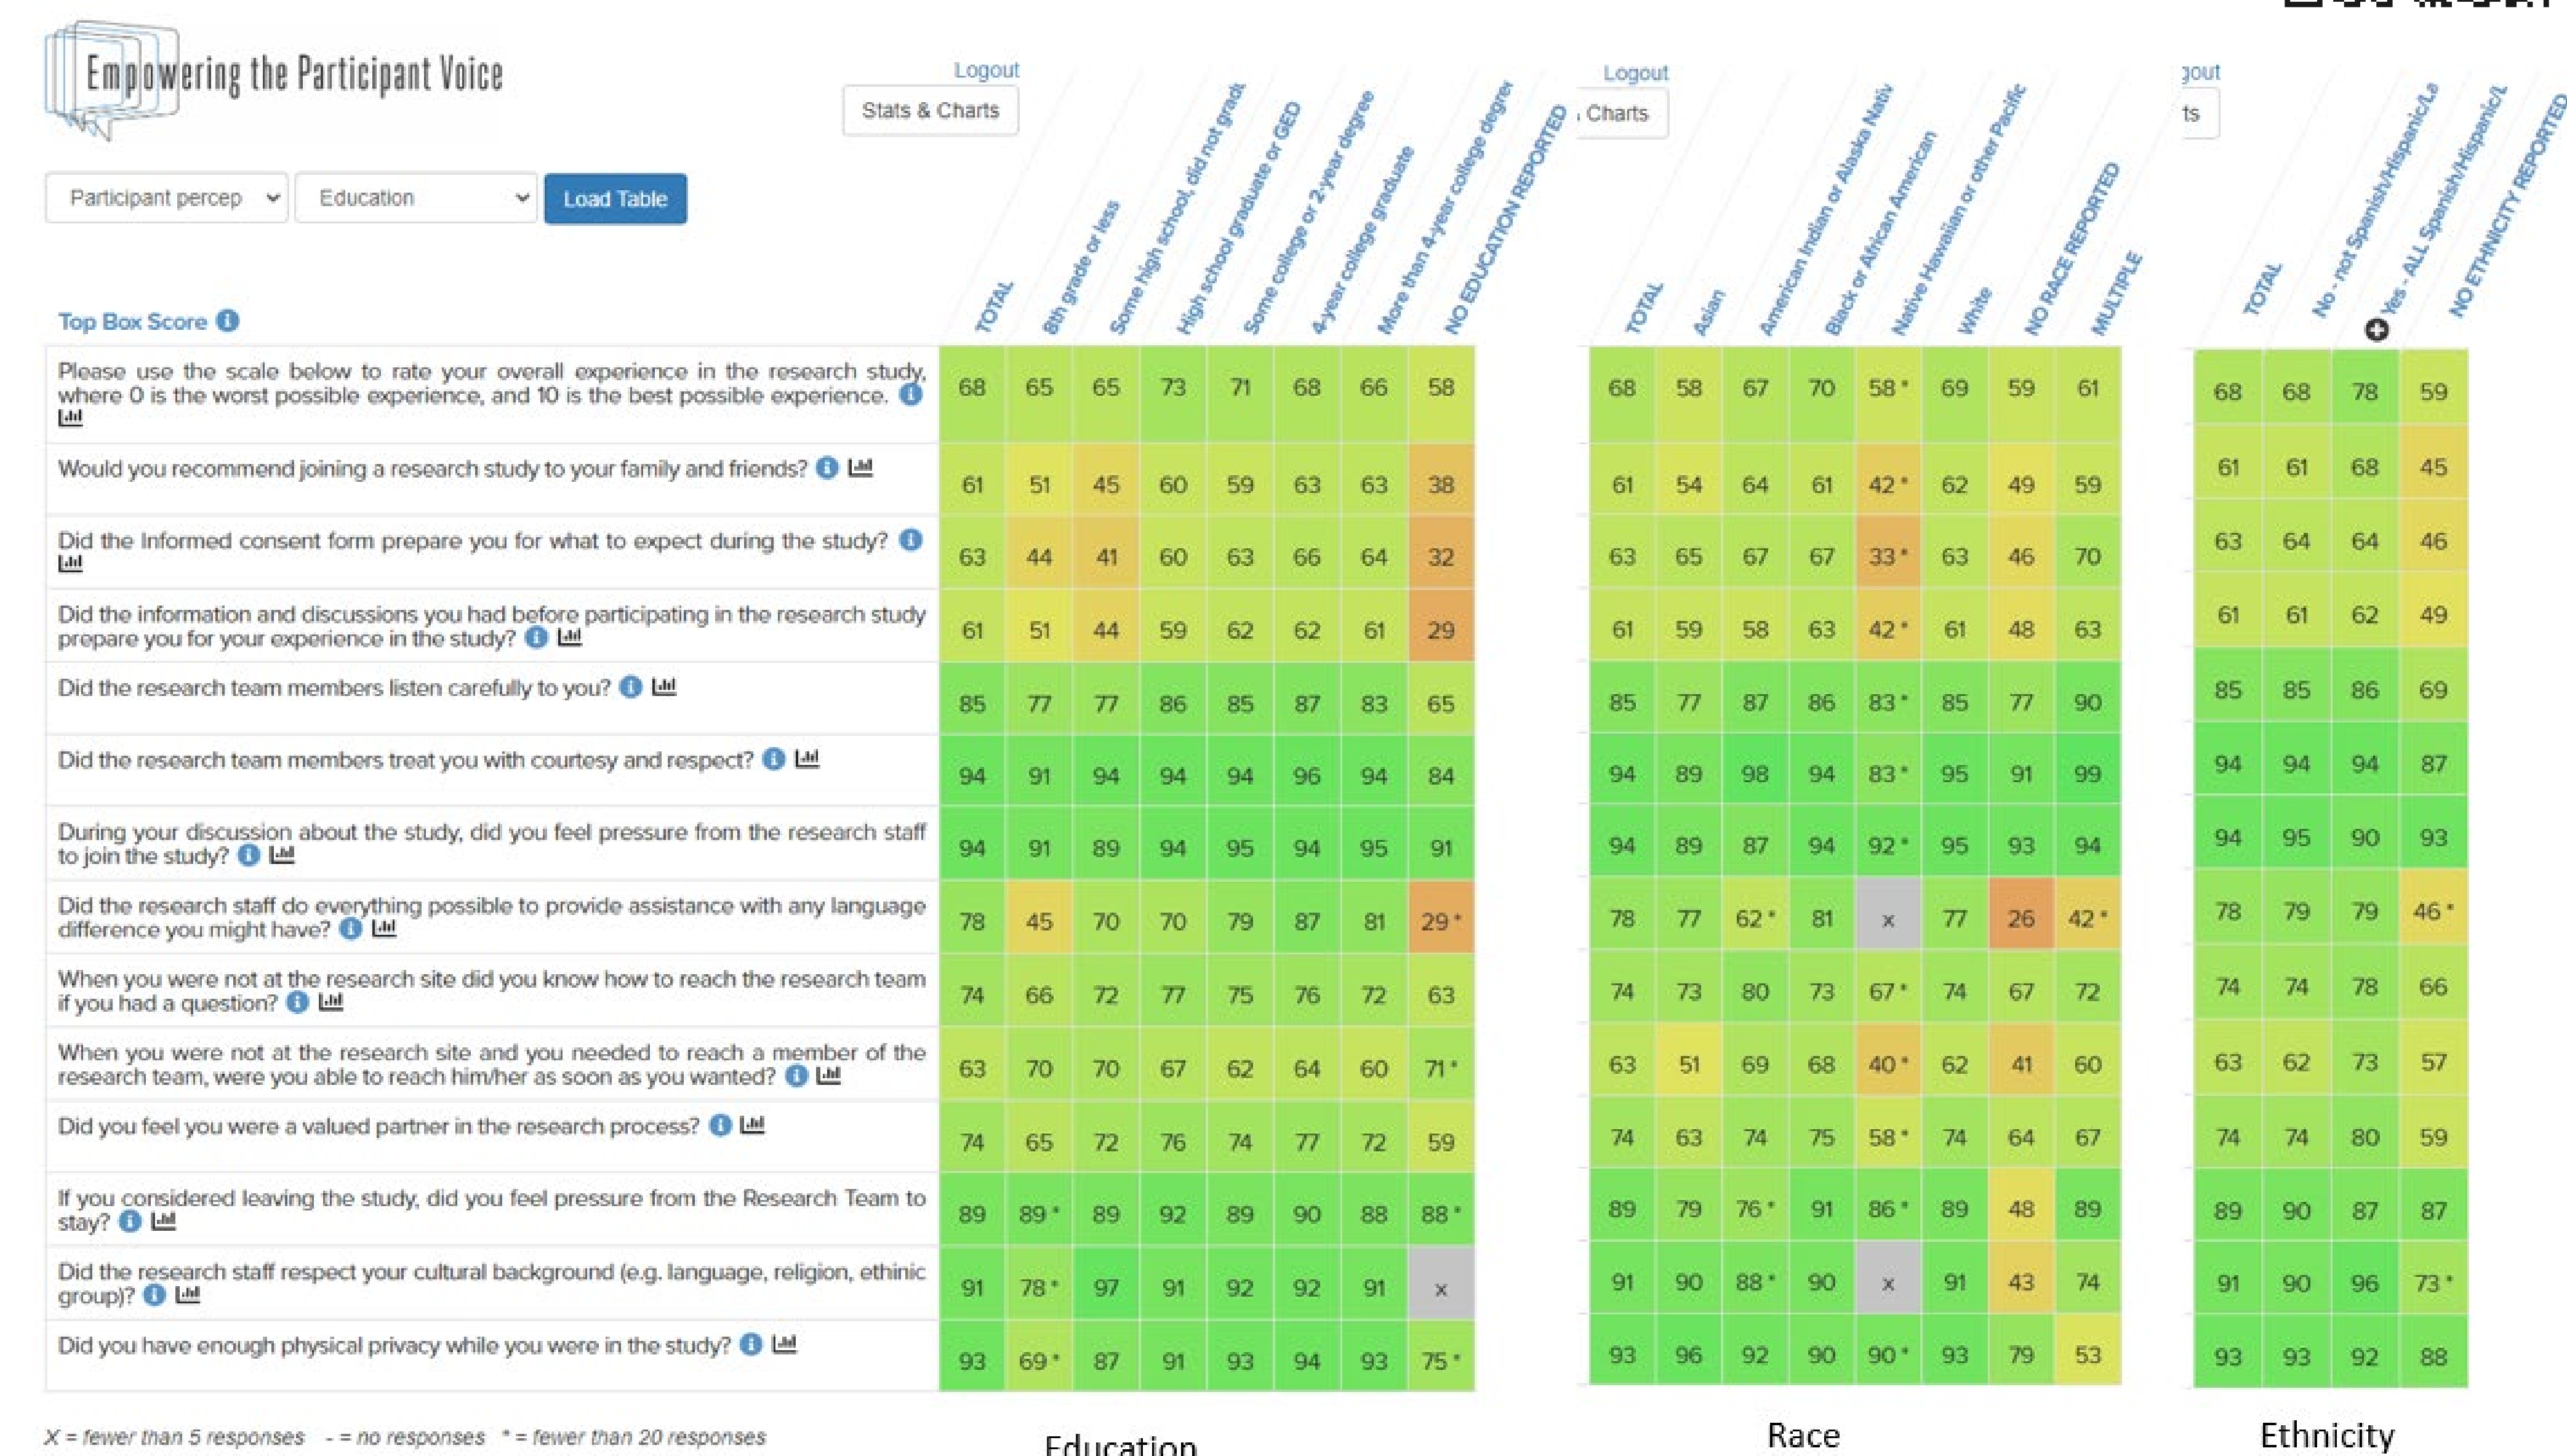 Empowering the Participant Voice
Logout
Stats & Charts
Participant percep
Education
Load Table
Top Box Score
TOTAL
8th grade or less
Some high school, did not gradu
High school graduate or GED
Some college or 2-year degree
4-year college graduate
More than 4-year college degree
NO EDUCATION REPORTED
Logout
Charts
TOTAL
Asian
American Indian or Alaska Nativ
Black or African American
Native Hawaiian or other Pacific
White
NO RACE REPORTED
MULTIPLE
gout
ts
TOTAL
No - not Spanish/Hispanic/La
Yes - ALL Spanish/Hispanic/L
NO ETHNICITY REPORTED
Please use the scale below to rate your overall experience in the research study,
where 0 is the worst possible experience, and 10 is the best possible experience.
68 65 65 73 71 68 66 58 68 58 67 70 58 * 69 59 61 68 68 78 59
Would you recommend joining a research study to your family and friends?
61 51 45 60 59 63 63 38 61 54 64 61 42 * 62 49 59 61 61 68 45
Did the Informed consent form prepare you for what to expect during the study?
63 44 41 60 63 66 64 32 63 65 67 67 33 * 63 46 70 63 64 64 46
Did the information and discussions you had before participating in the research study
prepare you for your experience in the study?
61 51 44 59 62 62 61 29 61 59 58 63 42 * 61 48 63 61 61 62 49
Did the research team members listen carefully to you?
85 77 77 86 85 87 83 65 85 77 87 86 83 * 85 77 90 85 85 86 69
Did the research team members treat you with courtesy and respect?
94 91 94 94 94 96 94 84 94 89 98 94 83 * 95 91 99 94 94 94 87
During your discussion about the study, did you feel pressure from the research staff
to join the study?
94 91 89 94 95 94 95 91 94 89 87 94 92 * 95 93 94 94 95 90 93
Did the research staff do everything possible to provide assistance with any language
difference you might have?
78 45 70 70 79 87 81 29 * 78 77 62 * 81 x 77 26 42 * 78 79 79 46 *
When you were not at the research site did you know how to reach the research team
if you had a question?
74 66 72 77 75 76 72 63 74 73 80 73 67 * 74 67 72 74 74 78 66
When you were not at the research site and you needed to reach a member of the
research team, were you able to reach him/her as soon as you wanted?
63 70 70 67 62 64 60 71 * 63 51 69 68 40 * 62 41 60 63 62 73 57
Did you feel you were a valued partner in the research process?
74 65 72 76 74 77 72 59 74 63 74 75 58 * 74 64 67 74 74 80 59
If you considered leaving the study, did you feel pressure from the Research Team to
stay?
89 89 * 89 92 89 90 88 88 * 89 79 76 * 91 86 * 89 48 89 89 90 87 87
Did the research staff respect your cultural background (e.g. language, religion, ethinic
group)?
91 78 * 97 91 92 92 91 x 91 90 88 * 90 x 91 43 74 91 90 96 73 *
Did you have enough physical privacy while you were in the study?
93 69 * 87 91 93 94 93 75 * 93 96 92 90 90 * 93 79 53 93 93 92 88
X = fewer than 5 responses - = no responses * = fewer than 20 responses
Education
Race
Ethnicity